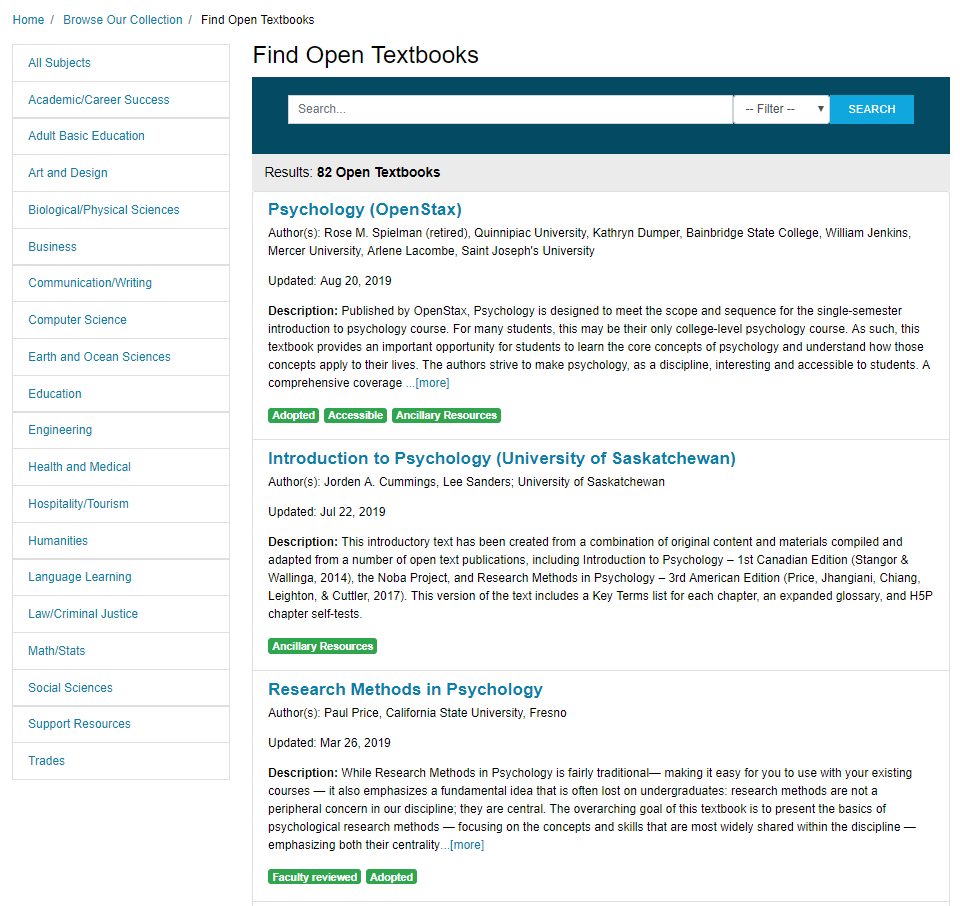 Home / Browse Our Collection / Find Open Textbooks
All Subjects
Academic/Career Success
Adult Basic Education
Art and Design
Biological/Physical Sciences
Business
Communication/Writing
Computer Science
Earth and Ocean Sciences
Education
Engineering
Health and Medical
Hospitality/Tourism
Humanities
Language Learning
Law/Criminal Justice
Math/Stats
Social Sciences
Support Resources
Trades
Find Open Textbooks
Search...
-- Filter --
SEARCH
Results: 82 Open Textbooks
Psychology (OpenStax)
Author(s): Rose M. Spielman (retired), Quinnipiac University, Kathryn Dumper, Bainbridge State College, William Jenkins,
Mercer University, Arlene Lacombe, Saint Joseph's University
Updated: Aug 20, 2019
Description: Published by OpenStax, Psychology is designed to meet the scope and sequence for the single-semester
introduction to psychology course. For many students, this may be their only college-level psychology course. As such, this
textbook provides an important opportunity for students to learn the core concepts of psychology and understand how those
concepts apply to their lives. The authors strive to make psychology, as a discipline, interesting and accessible to students. A
comprehensive coverage ...[more]
Adopted Accessible Ancillary Resources
Introduction to Psychology (University of Saskatchewan)
Author(s): Jorden A. Cummings, Lee Sanders; University of Saskatchewan
Updated: Jul 22, 2019
Description: This introductory text has been created from a combination of original content and materials compiled and
adapted from a number of open text publications, including Introduction to Psychology – 1st Canadian Edition (Stangor &
Wallinga, 2014), the Noba Project, and Research Methods in Psychology – 3rd American Edition (Price, Jhangiani, Chiang,
Leighton, & Cuttler, 2017). This version of the text includes a Key Terms list for each chapter, an expanded glossary, and H5P
chapter self-tests.
Ancillary Resources
Research Methods in Psychology
Author(s): Paul Price, California State University, Fresno
Updated: Mar 26, 2019
Description: While Research Methods in Psychology is fairly traditional— making it easy for you to use with your existing
courses — it also emphasizes a fundamental idea that is often lost on undergraduates: research methods are not a
peripheral concern in our discipline; they are central. The overarching goal of this textbook is to present the basics of
psychological research methods — focusing on the concepts and skills that are most widely shared within the discipline —
emphasizing both their centrality...[more]
Faculty reviewed Adopted